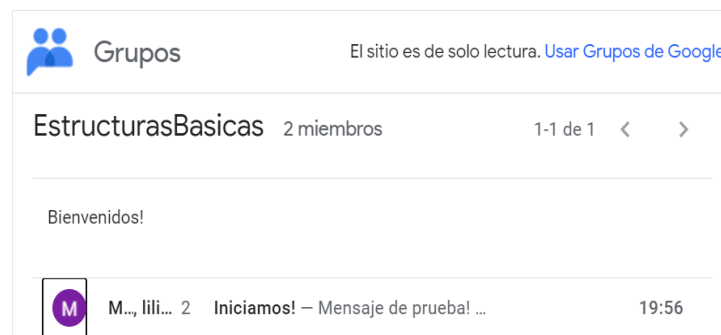 Grupos El sitio es de solo lectura. Usar Grupos de Google
EstructurasBasicas 2 miembros 1-1 de 1
Bienvenidos!
M M..., lili... 2 Iniciamos! — Mensaje de prueba! ... 19:56